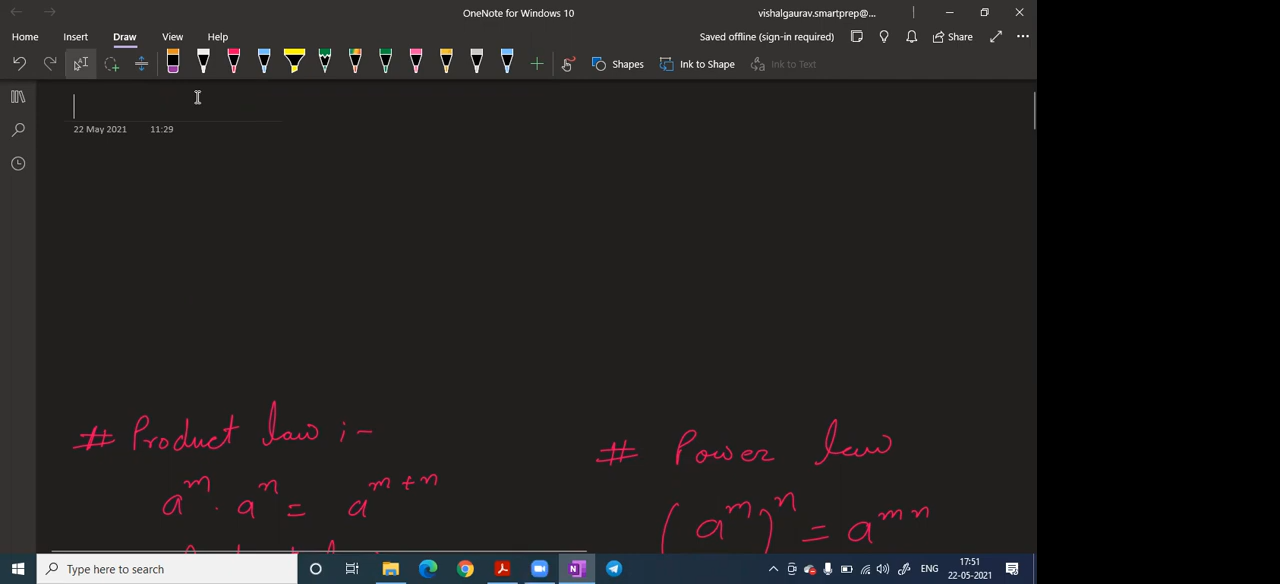 OneNote for Windows 10
vishalgaurav.smartprep@...
Home Insert Draw View Help
Saved offline (sign-in required)
Share
Shapes
Ink to Shape
Ink to Text
22 May 2021 11:29
# Product law :-
a^m . a^n = a^{m+n}
# Power law
(a^m)^n = a^{mn}
Type here to search
ENG
17:51
22-05-2021